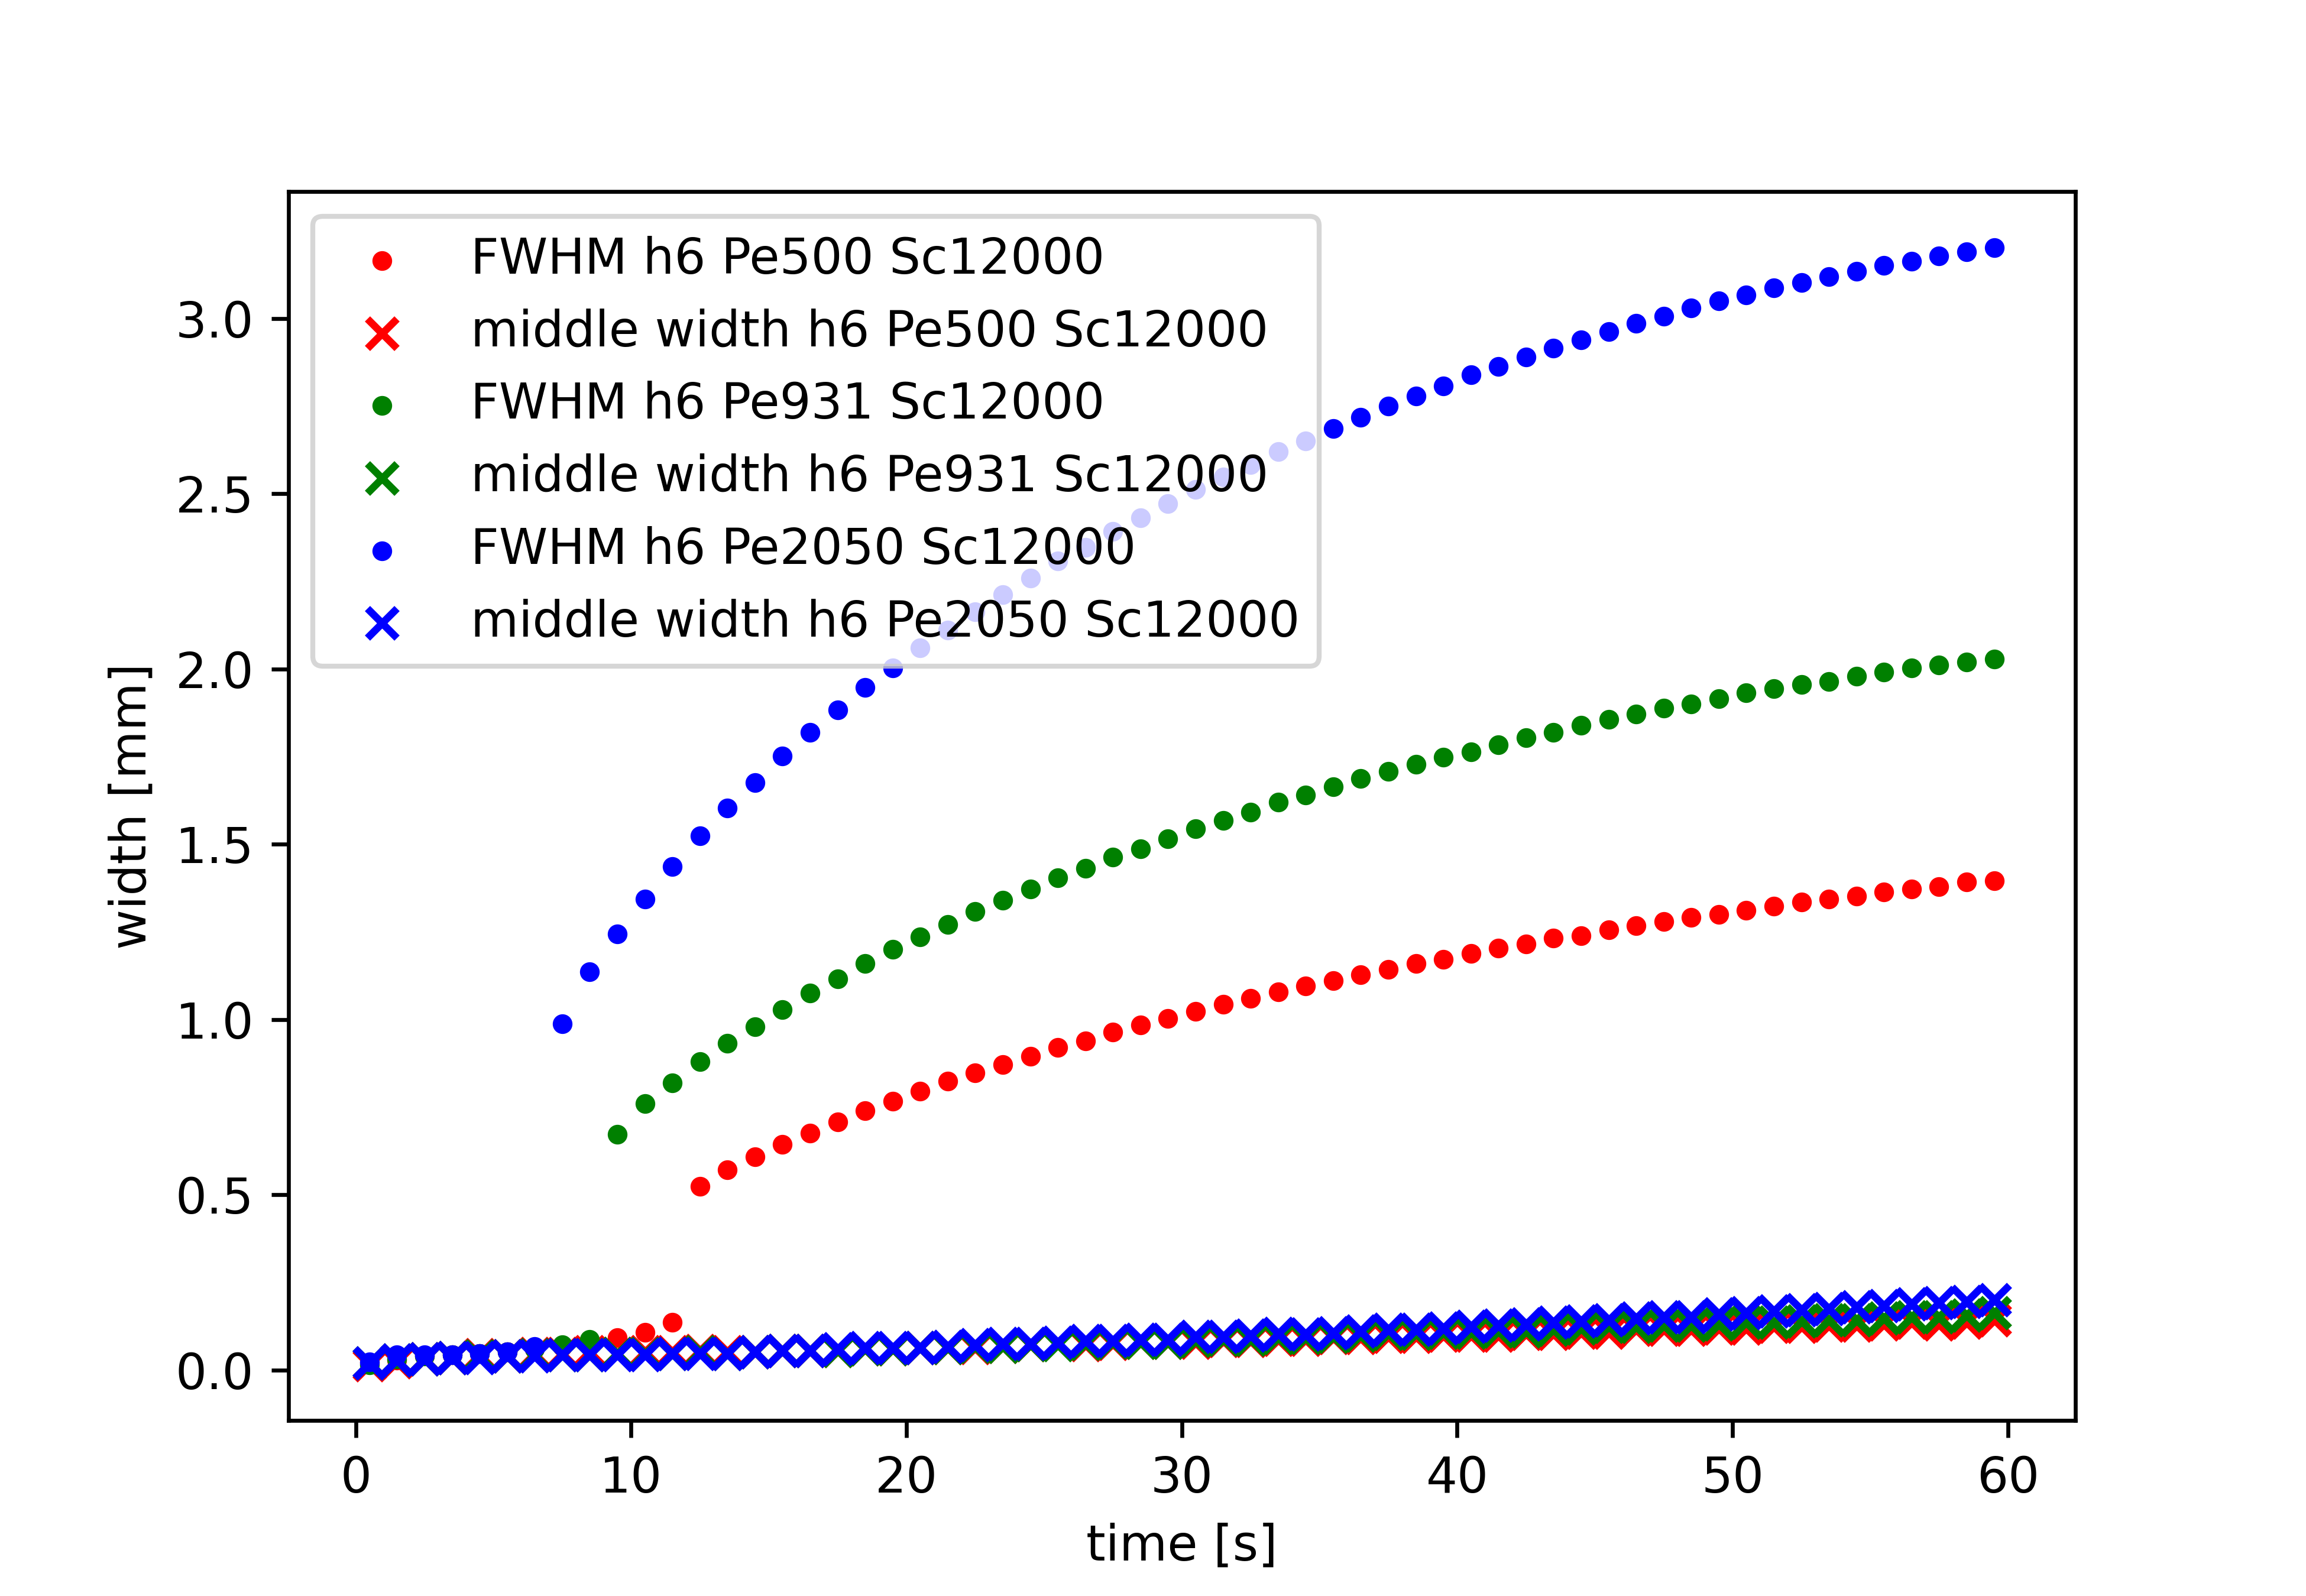 FWHM h6 Pe500 Sc12000
middle width h6 Pe500 Sc12000
FWHM h6 Pe931 Sc12000
middle width h6 Pe931 Sc12000
FWHM h6 Pe2050 Sc12000
middle width h6 Pe2050 Sc12000
width [mm]
3.0
2.5
2.0
1.5
1.0
0.5
0.0
0 10 20 30 40 50 60
time [s]